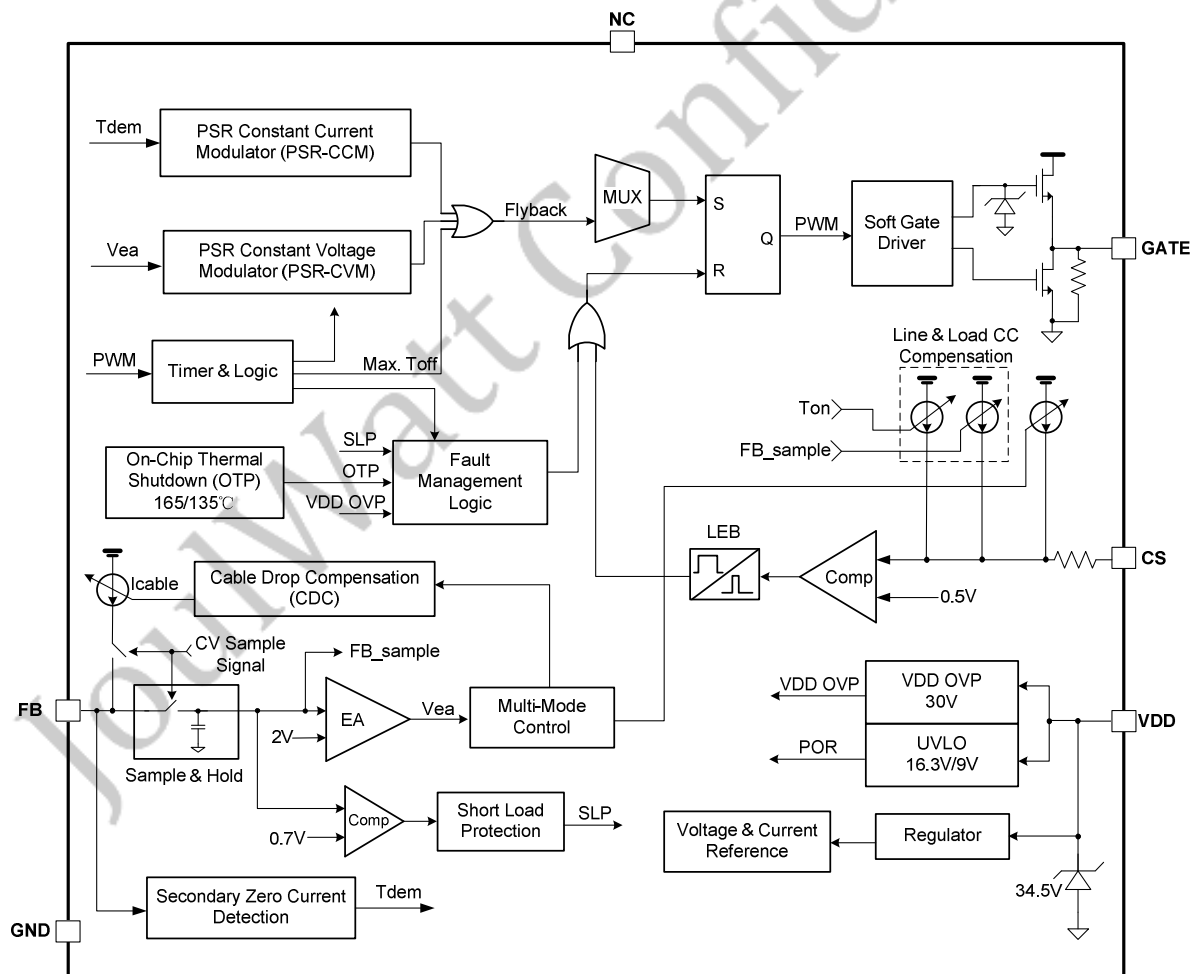 NC
Tdem
PSR Constant Current
Modulator (PSR-CCM)
Vea
PSR Constant Voltage
Modulator (PSR-CVM)
Flyback
MUX
S
R
Q
PWM
Soft Gate
Driver
GATE
PWM
Timer & Logic
Max. Toff
Line & Load CC
Compensation
Ton
FB_sample
On-Chip Thermal
Shutdown (OTP)
165/135℃
SLP
OTP
VDD OVP
Fault
Management
Logic
LEB
Comp
0.5V
CS
Icable
Cable Drop Compensation
(CDC)
CV Sample
Signal
FB_sample
FB
Sample & Hold
EA
2V
Vea
Multi-Mode
Control
VDD OVP
VDD OVP
30V
POR
UVLO
16.3V/9V
VDD
0.7V
Comp
Short Load
Protection
SLP
Voltage & Current
Reference
Regulator
34.5V
Secondary Zero Current
Detection
Tdem
GND
JoulWatt Confic